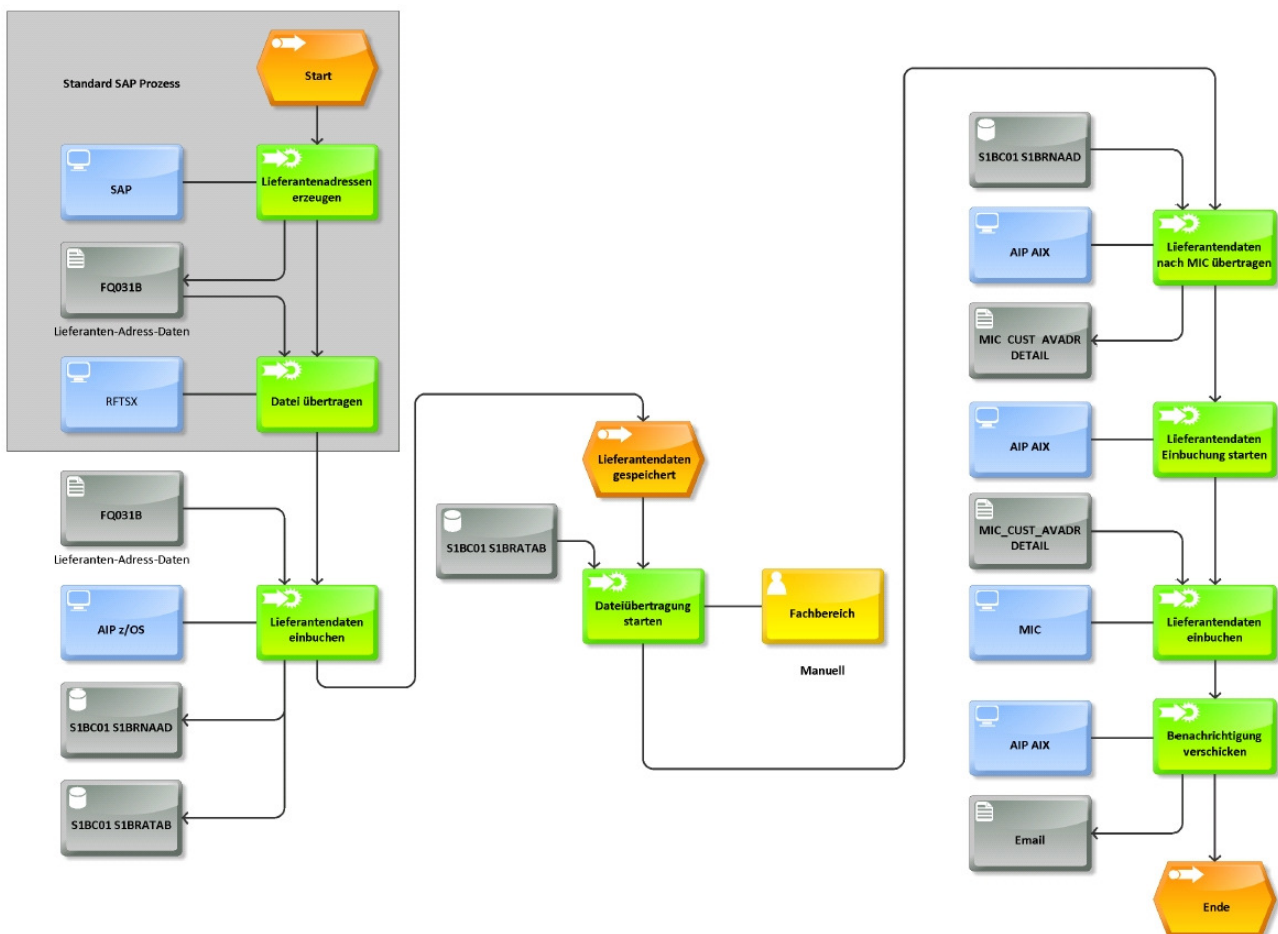 Standard SAP Prozess
Start
SAP
Lieferantenadressen
erzeugen
FQ031B
Lieferanten-Adress-Daten
RFTSX
Datei übertragen
FQ031B
Lieferanten-Adress-Daten
AIP z/OS
Lieferantendaten
einbuchen
S1BC01 S1BRNAAD
S1BC01 S1BRATAB
Lieferantendaten
gespeichert
S1BC01 S1BRATAB
Dateiübertragung
starten
Fachbereich
Manuell
S1BC01 S1BRNAAD
AIP AIX
Lieferantendaten
nach MIC übertragen
MIC_CUST_AVADR
DETAIL
AIP AIX
Lieferantendaten
Einbuchung starten
MIC_CUST_AVADR
DETAIL
MIC
Lieferantendaten
einbuchen
AIP AIX
Benachrichtigung
verschicken
Email
Ende